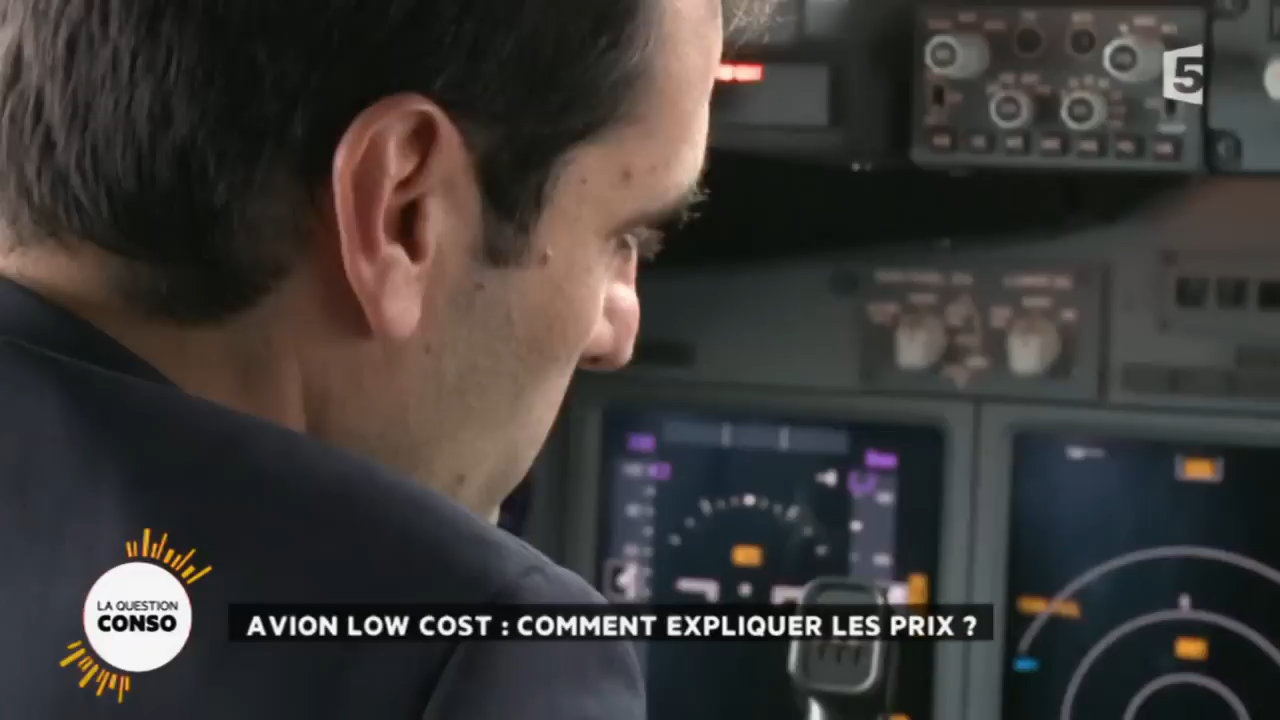 5
LA QUESTION
CONSO
AVION LOW COST : COMMENT EXPLIQUER LES PRIX ?